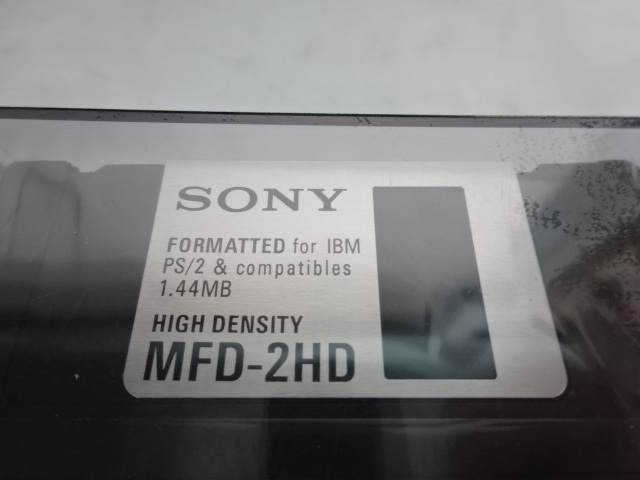 SONY
FORMATTED for IBM
PS/2 & compatibles
1.44MB
HIGH DENSITY
MFD-2HD